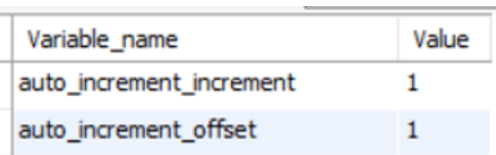 Variable_name Value
auto_increment_increment 1
auto_increment_offset 1